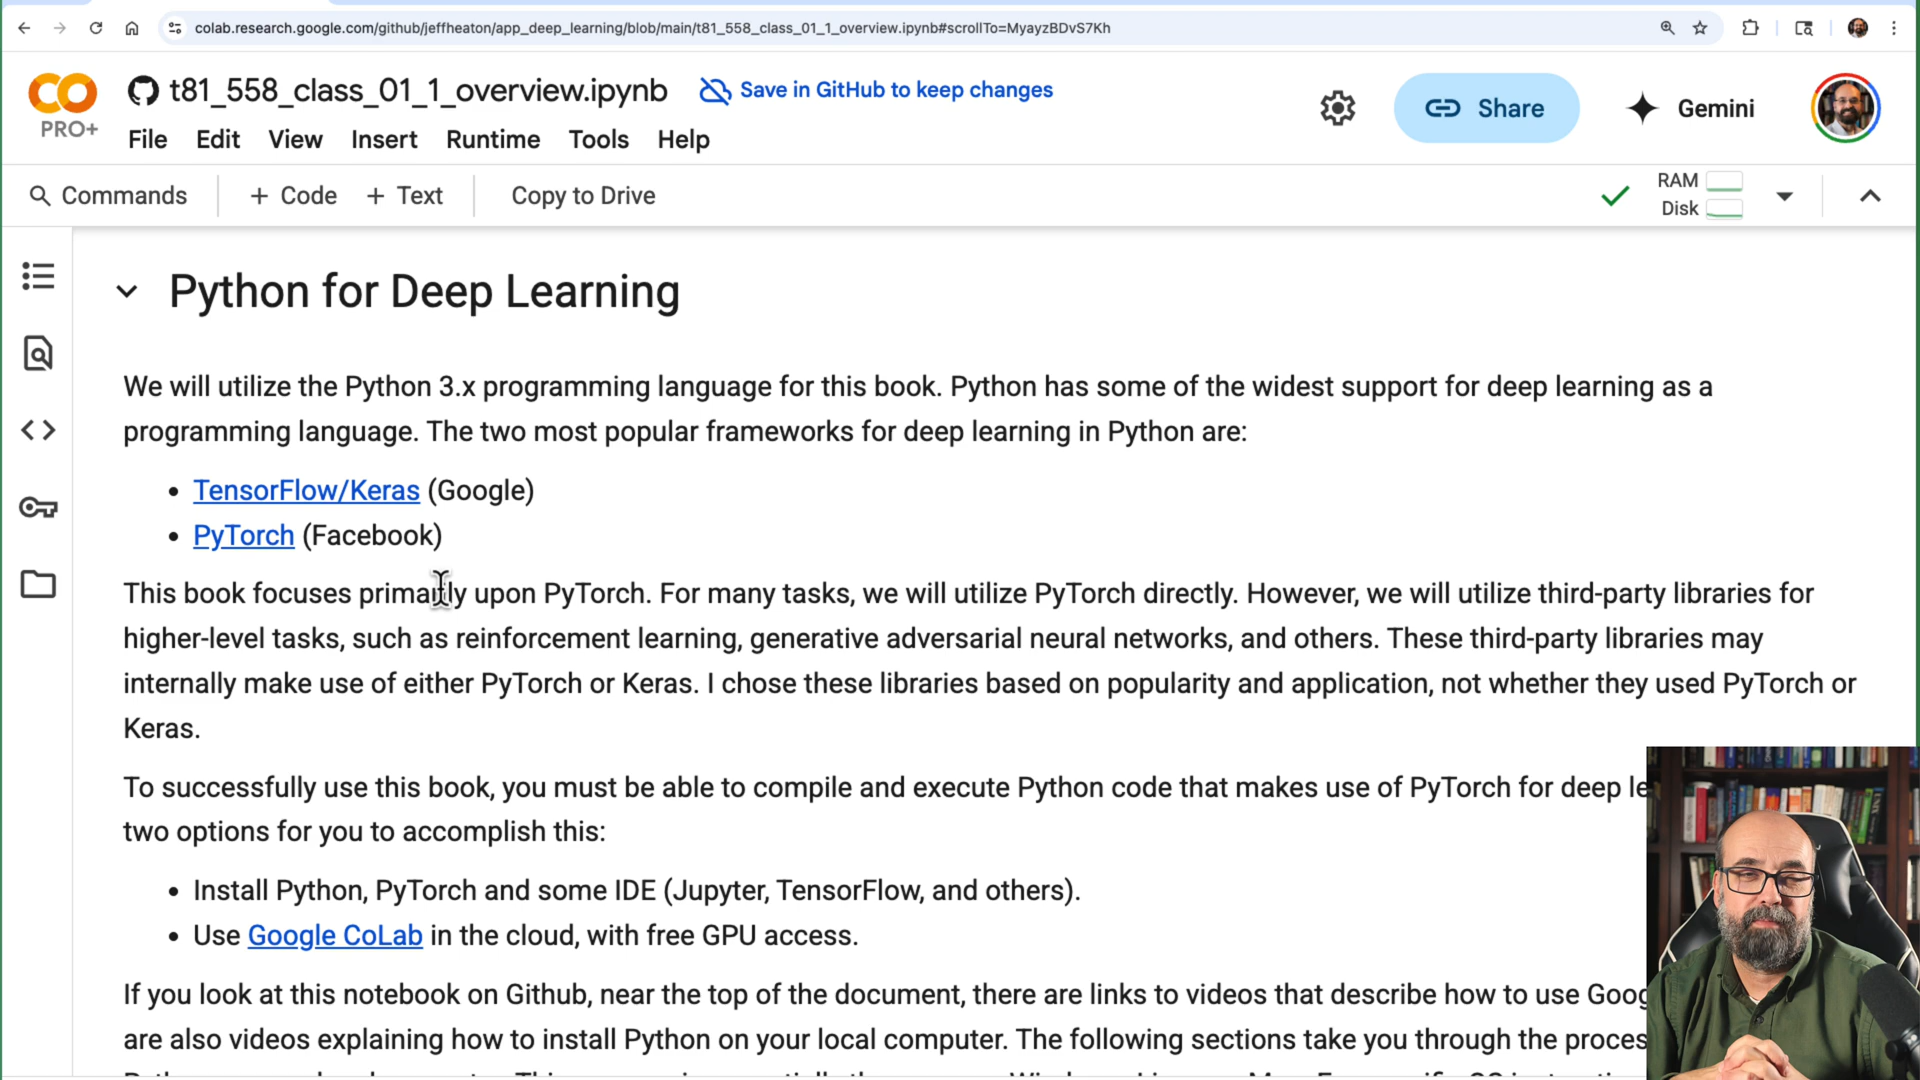 colab.research.google.com/github/jeffheaton/app_deep_learning/blob/main/t81_558_class_01_1_overview.ipynb#scrollTo=MyayzBDvS7Kh
CO
PRO+
t81_558_class_01_1_overview.ipynb Save in GitHub to keep changes
File Edit View Insert Runtime Tools Help
Share
Gemini
Commands + Code + Text Copy to Drive
RAM
Disk
Python for Deep Learning
We will utilize the Python 3.x programming language for this book. Python has some of the widest support for deep learning as a
programming language. The two most popular frameworks for deep learning in Python are:
• TensorFlow/Keras (Google)
• PyTorch (Facebook)
This book focuses primarily upon PyTorch. For many tasks, we will utilize PyTorch directly. However, we will utilize third-party libraries for
higher-level tasks, such as reinforcement learning, generative adversarial neural networks, and others. These third-party libraries may
internally make use of either PyTorch or Keras. I chose these libraries based on popularity and application, not whether they used PyTorch or
Keras.
To successfully use this book, you must be able to compile and execute Python code that makes use of PyTorch for deep le
two options for you to accomplish this:
• Install Python, PyTorch and some IDE (Jupyter, TensorFlow, and others).
• Use Google CoLab in the cloud, with free GPU access.
If you look at this notebook on Github, near the top of the document, there are links to videos that describe how to use Goog
are also videos explaining how to install Python on your local computer. The following sections take you through the proces